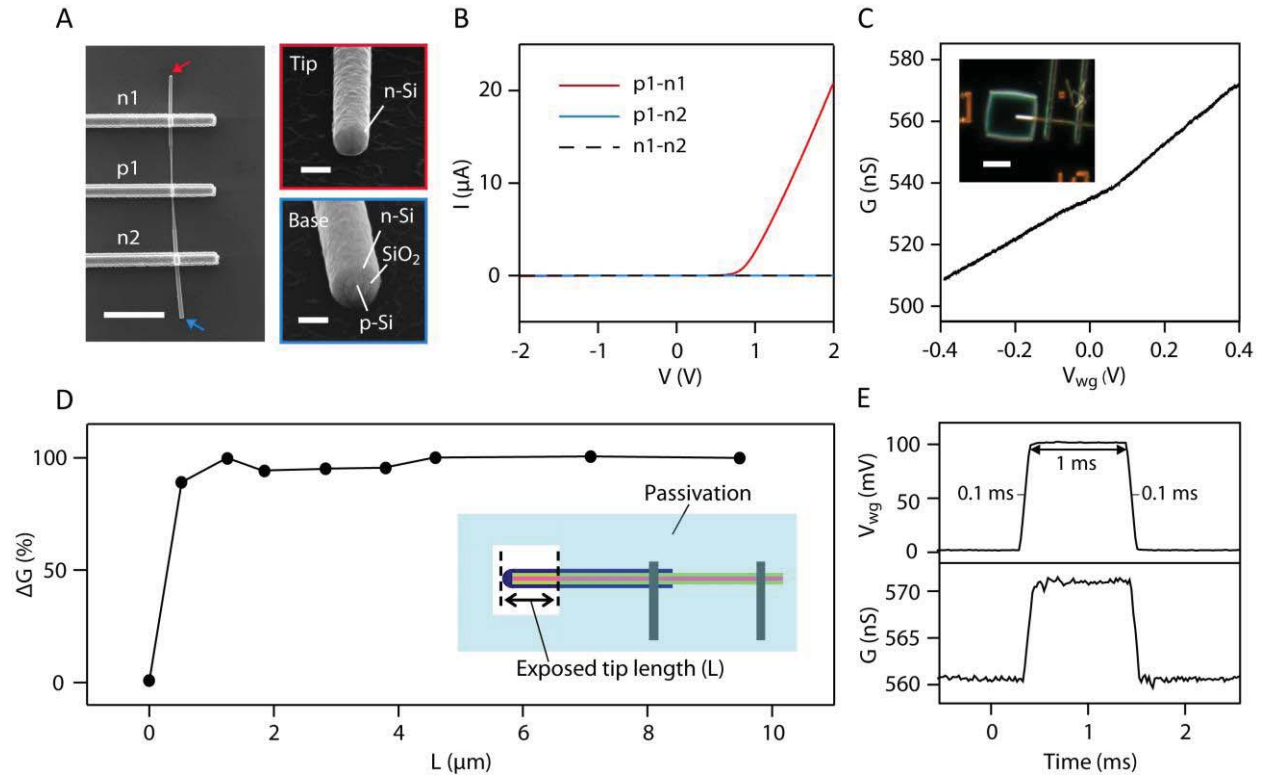 A
n1
p1
n2
Tip
n-Si
Base
n-Si
SiO2
p-Si
B
I (μA)
20
10
0
p1-n1
p1-n2
n1-n2
-2
-1
0
1
2
V (V)
C
G (nS)
580
560
540
520
500
-0.4
-0.2
0.0
0.2
0.4
Vwg (V)
D
ΔG (%)
100
50
0
Passivation
Exposed tip length (L)
0
2
4
6
8
10
L (μm)
E
Vwg (mV)
100
50
0
1 ms
0.1 ms
0.1 ms
G (nS)
570
565
560
0
1
2
Time (ms)